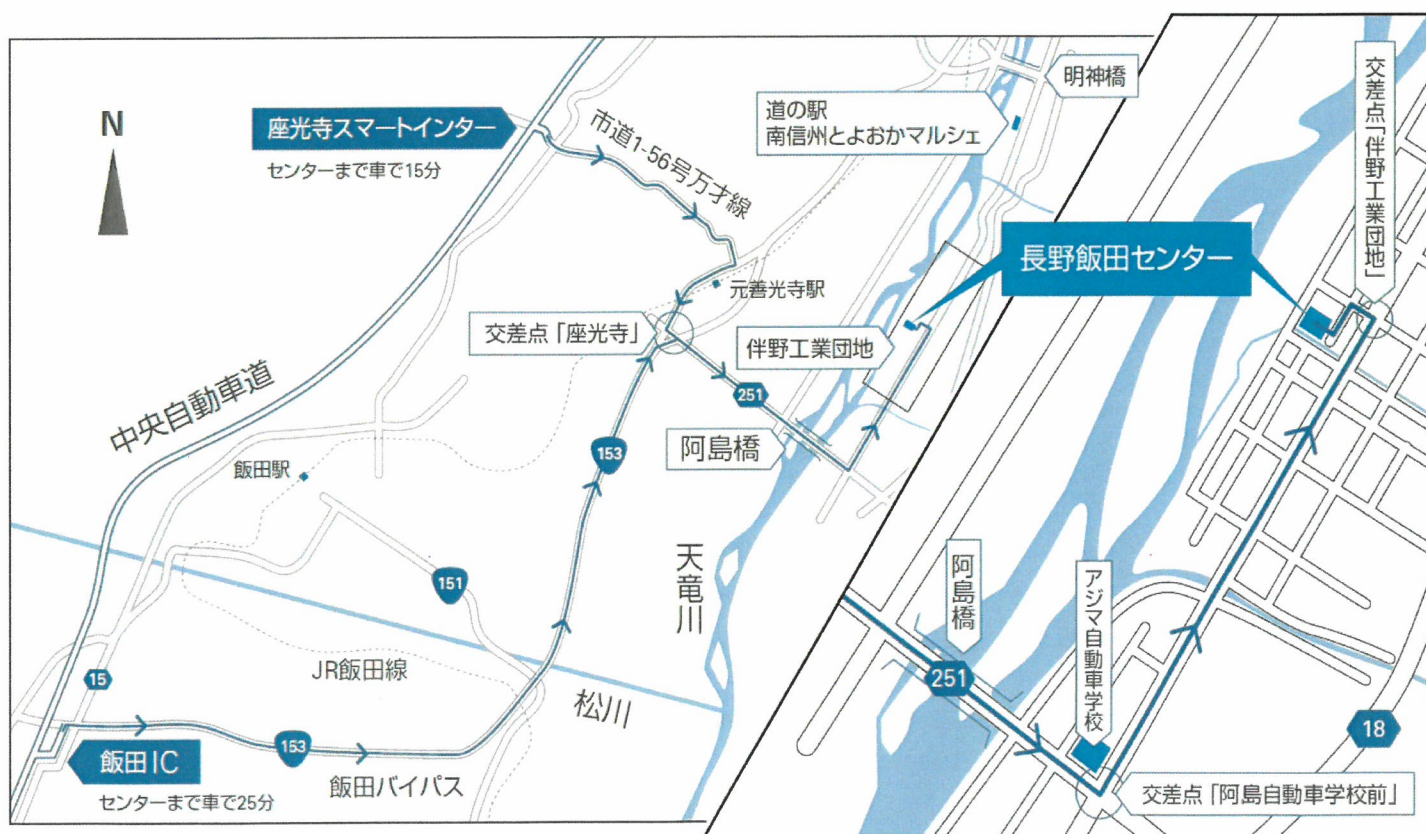 N
座光寺スマートインター
センターまで車で15分
市道1-56号万才線
道の駅
南信州とよおかマルシェ
明神橋
交差点「伴野工業団地」
長野飯田センター
元善光寺駅
交差点「座光寺」
伴野工業団地
251
阿島橋
中央自動車道
飯田駅
153
151
天竜川
JR飯田線
松川
15
飯田IC
センターまで車で25分
153
飯田バイパス
阿島橋
251
アジマ自動車学校
18
交差点「阿島自動車学校前」